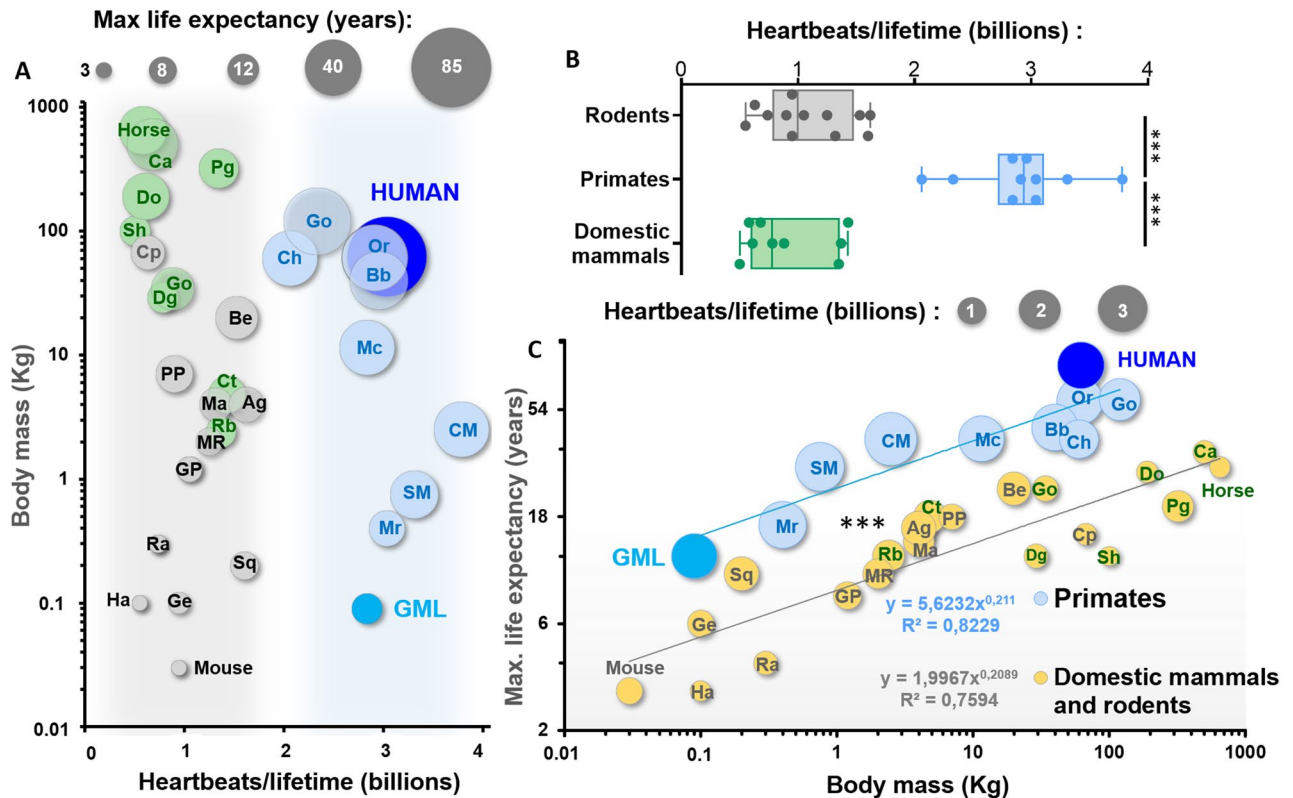 Max life expectancy (years):
A
3
8
12
40
85
1000
100
10
1
0.1
0.01
Body mass (Kg)
Horse
Ca
Pg
Do
Sh
Cp
Go
Dg
HUMAN
Go
Ch
Or
Bb
Be
Mc
PP
Ct
Ma
Ag
Rb
MR
CM
GP
SM
Mr
Ra
Sq
Ha
Ge
GML
Mouse
0 1 2 3 4
Heartbeats/lifetime (billions)
B
Heartbeats/lifetime (billions) :
0 1 2 3 4
Rodents
Primates
Domestic
mammals
***
***
Heartbeats/lifetime (billions) :
1
2
3
C
HUMAN
54
18
6
2
Max. life expectancy (years)
Or
Go
Bb
Ch
CM
Mc
SM
Ca
Horse
Do
Be
Go
Pg
Mr
***
Ct
PP
Ag
Ma
Cp
GML
Rb
Dg
Sh
Sq
MR
GP
Ge
y = 5,6232x^0,211
R² = 0,8229
Primates
Mouse
Ra
Ha
y = 1,9967x^0,2089
R² = 0,7594
Domestic mammals
and rodents
0.01 0.1 1 10 100 1000
Body mass (Kg)